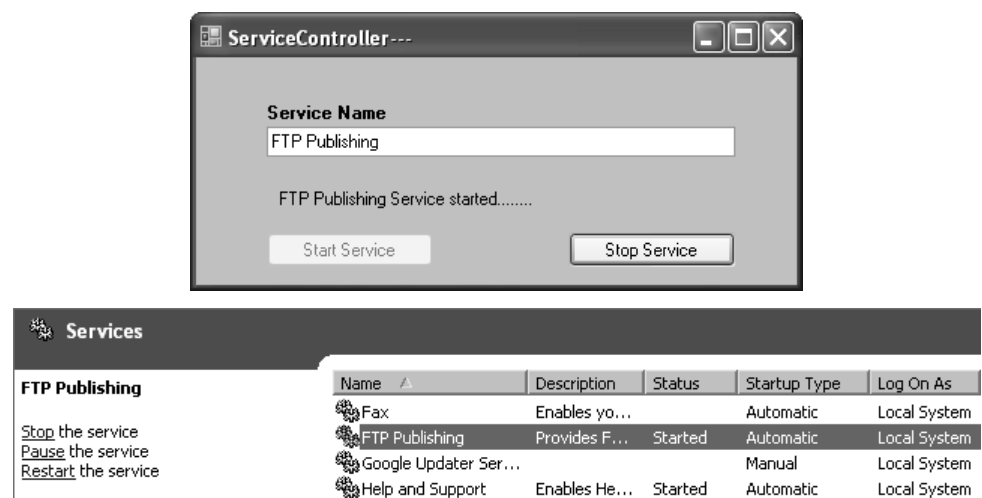 ServiceController---
Service Name
FTP Publishing
FTP Publishing Service started........
Start Service
Stop Service
Services
FTP Publishing
Stop the service
Pause the service
Restart the service
Name Description Status Startup Type Log On As
Fax Enables yo... Automatic Local System
FTP Publishing Provides F... Started Automatic Local System
Google Updater Ser... Manual Local System
Help and Support Enables He... Started Automatic Local System